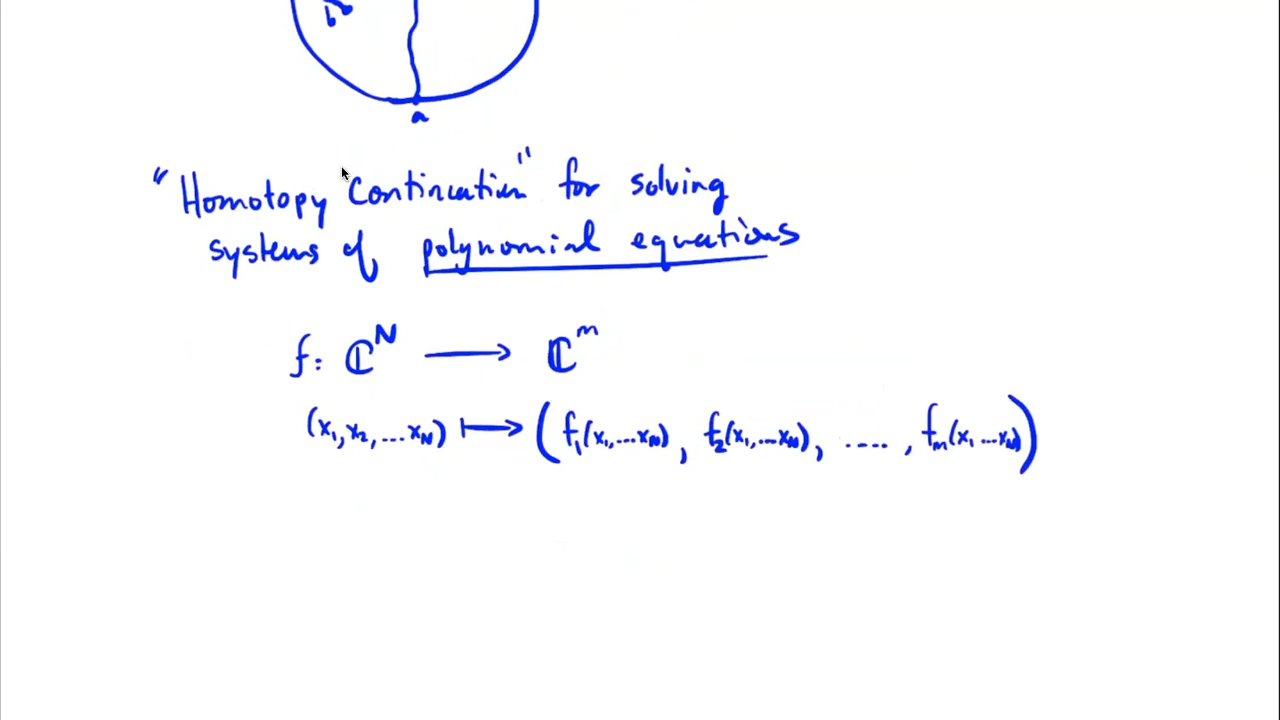 b
a
"Homotopy Continuation" for solving
systems of polynomial equations
f: ℂ^N ⟶ ℂ^m
(x₁, x₂, ... x_N) ⟼ ( f₁(x₁, ... x_N), f₂(x₁, ... x_N), ...., f_m(x₁ ... x_N) )